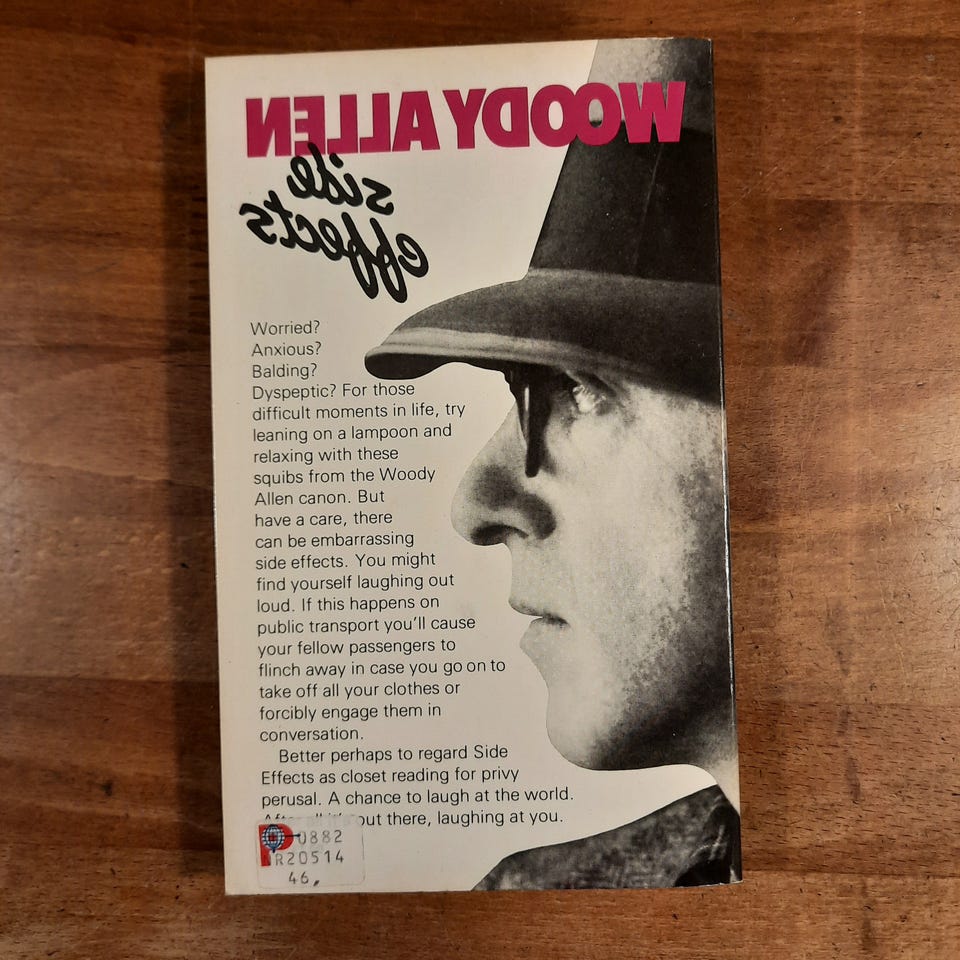 WOODY ALLEN
side
effects
Worried?
Anxious?
Balding?
Dyspeptic? For those
difficult moments in life, try
leaning on a lampoon and
relaxing with these
squibs from the Woody
Allen canon. But
have a care, there
can be embarrassing
side effects. You might
find yourself laughing out
loud. If this happens on
public transport you'll cause
your fellow passengers to
flinch away in case you go on to
take off all your clothes or
forcibly engage them in
conversation.
Better perhaps to regard Side
Effects as closet reading for privy
perusal. A chance to laugh at the world.
After all it's out there, laughing at you.
0882
R20514
46,